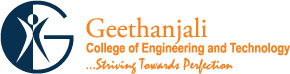 Geethanjali
College of Engineering and Technology
...Striving Towards Perfection